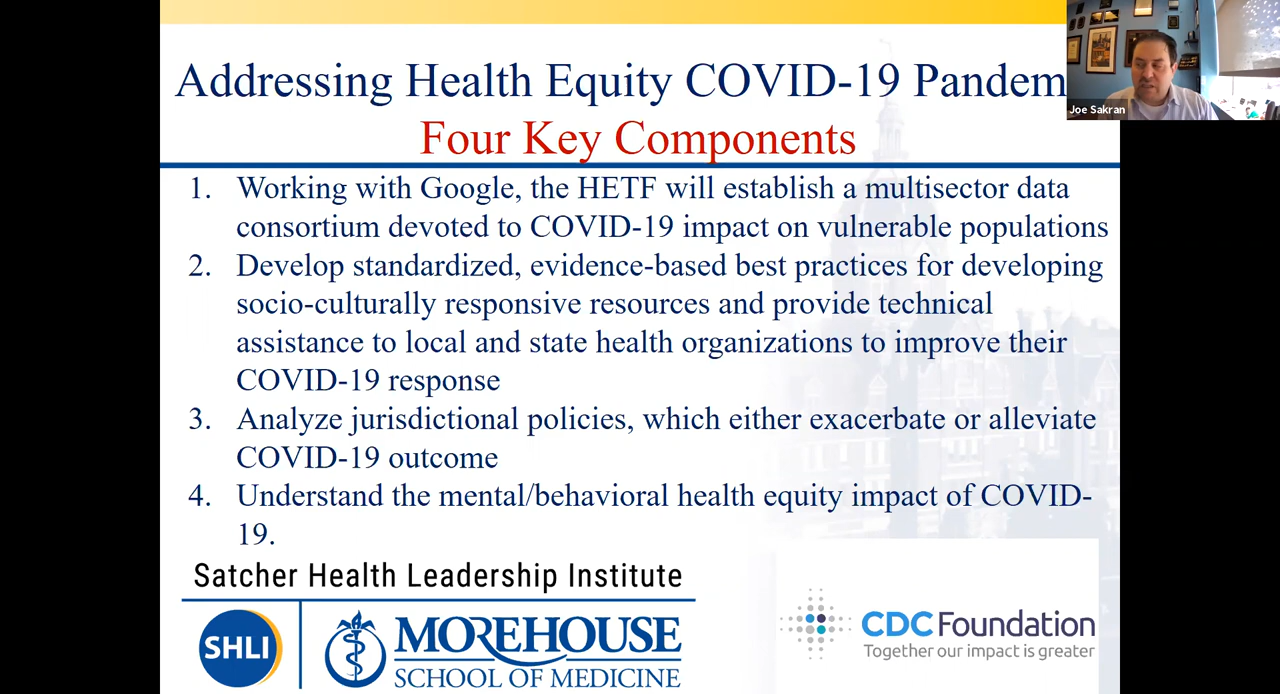 Addressing Health Equity COVID-19 Pandem
Four Key Components
Joe Sakran
1. Working with Google, the HETF will establish a multisector data
consortium devoted to COVID-19 impact on vulnerable populations
2. Develop standardized, evidence-based best practices for developing
socio-culturally responsive resources and provide technical
assistance to local and state health organizations to improve their
COVID-19 response
3. Analyze jurisdictional policies, which either exacerbate or alleviate
COVID-19 outcome
4. Understand the mental/behavioral health equity impact of COVID-
19.
Satcher Health Leadership Institute
SHLI
MOREHOUSE
SCHOOL OF MEDICINE
CDC Foundation
Together our impact is greater